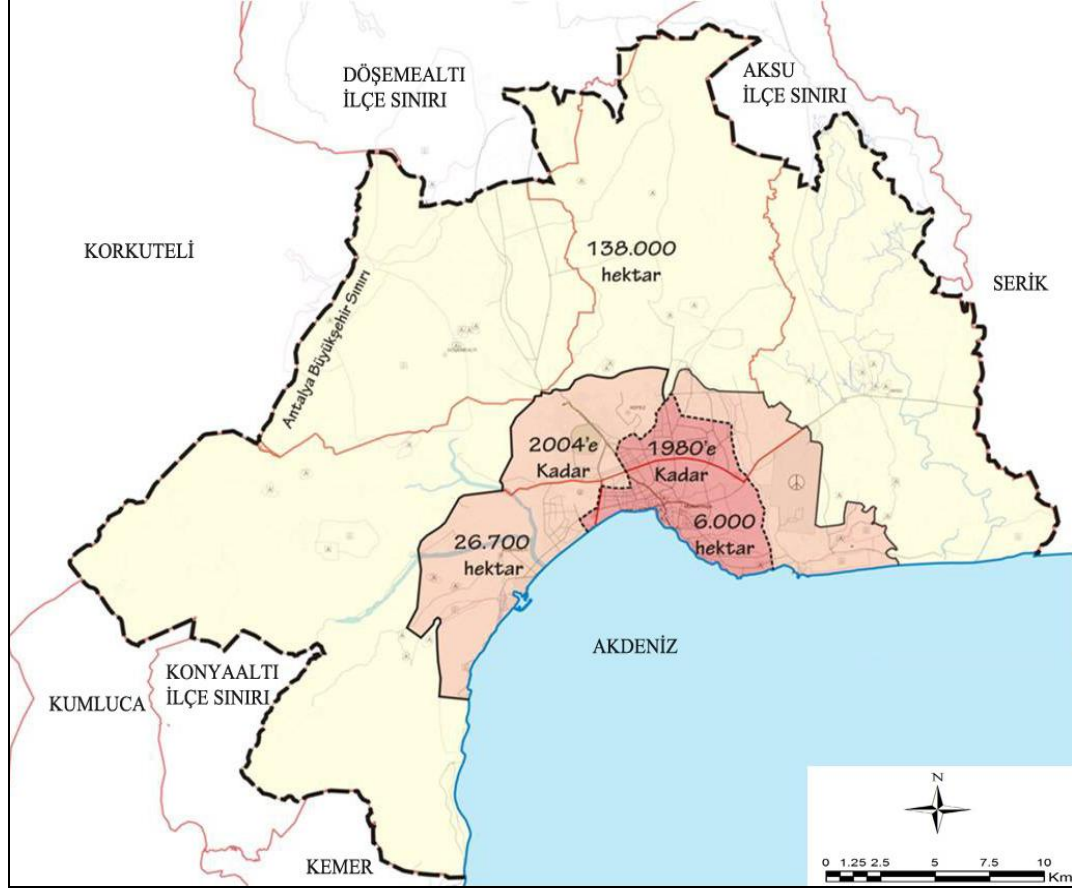 DÖŞEMEALTI
İLÇE SINIRI
AKSU
İLÇE SINIRI
KORKUTELİ
138.000
hektar
SERİK
Antalya Büyükşehir Sınırı
2004'e
Kadar
1980'e
Kadar
6.000
hektar
26.700
hektar
AKDENİZ
KONYAALTI
İLÇE SINIRI
KUMLUCA
KEMER
N
0 1.25 2.5 5 7.5 10
Km